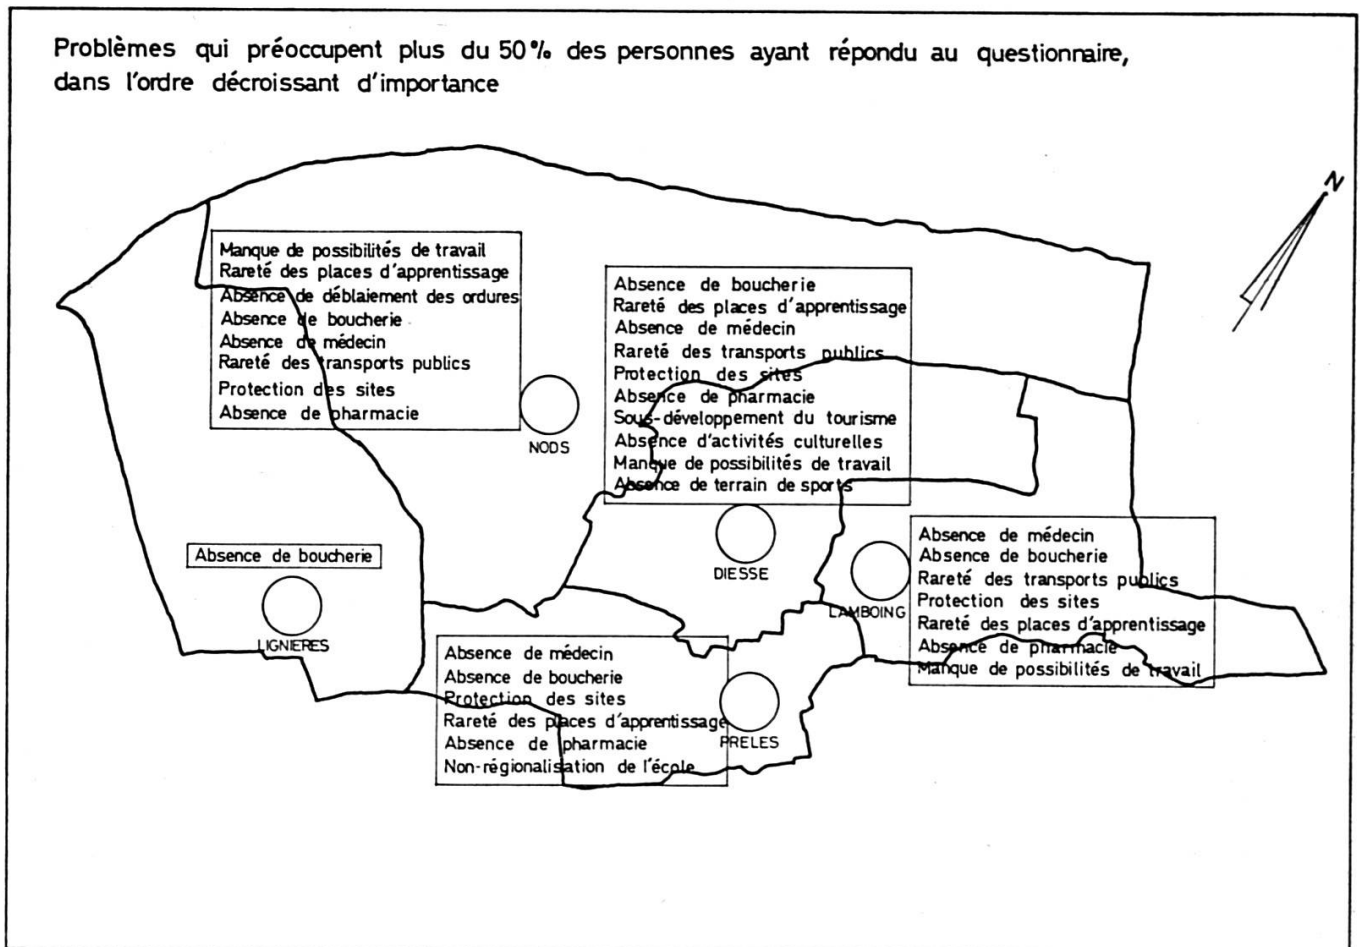 Problèmes qui préoccupent plus du 50% des personnes ayant répondu au questionnaire,
dans l'ordre décroissant d'importance
N
Manque de possibilités de travail
Rareté des places d'apprentissage
Absence de déblaiement des ordures
Absence de boucherie
Absence de médecin
Rareté des transports publics
Protection des sites
Absence de pharmacie
NODS
Absence de boucherie
Rareté des places d'apprentissage
Absence de médecin
Rareté des transports publics
Protection des sites
Absence de pharmacie
Sous-développement du tourisme
Absence d'activités culturelles
Manque de possibilités de travail
Absence de terrain de sports
DIESSE
Absence de boucherie
LIGNIERES
Absence de médecin
Absence de boucherie
Rareté des transports publics
Protection des sites
Rareté des places d'apprentissage
Absence de pharmacie
Manque de possibilités de travail
LAMBOING
Absence de médecin
Absence de boucherie
Protection des sites
Rareté des places d'apprentissage
Absence de pharmacie
Non-régionalisation de l'école
PRELES